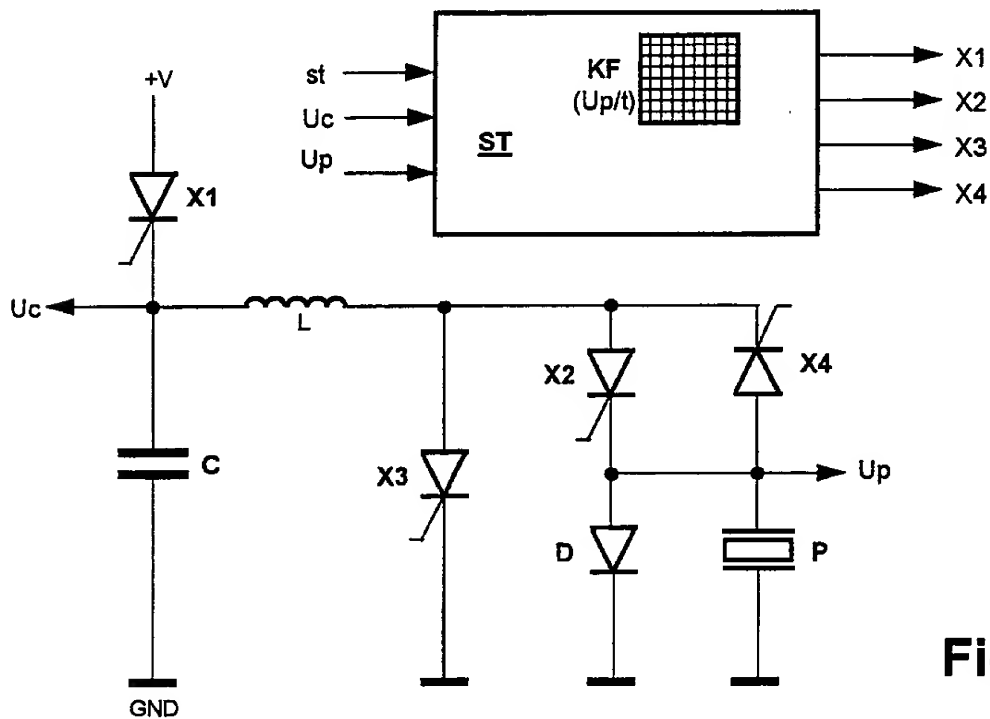 KF
(Up/t)
ST
st
Uc
Up
X1
X2
X3
X4
+V
X1
Uc
L
C
X3
X2
X4
Up
D
P
GND
Fi